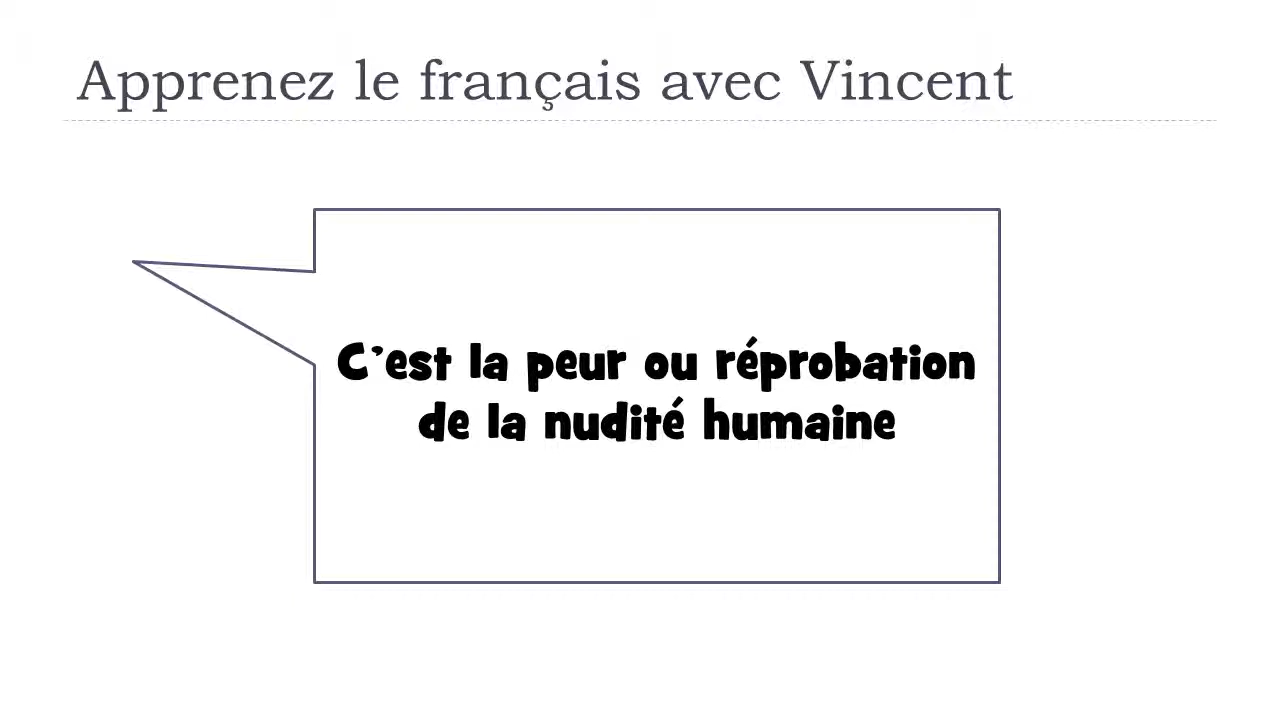 Apprenez le français avec Vincent
C'est la peur ou réprobation
de la nudité humaine